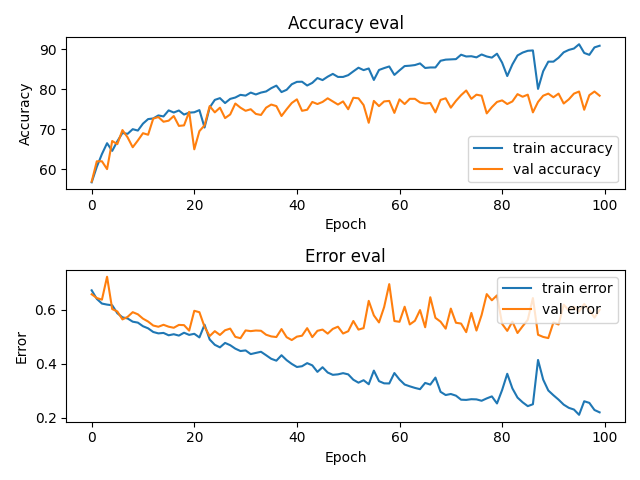 Accuracy eval
90
80
70
60
Accuracy
train accuracy
val accuracy
0 20 40 60 80 100
Epoch
Error eval
0.6
0.4
0.2
Error
train error
val error
0 20 40 60 80 100
Epoch